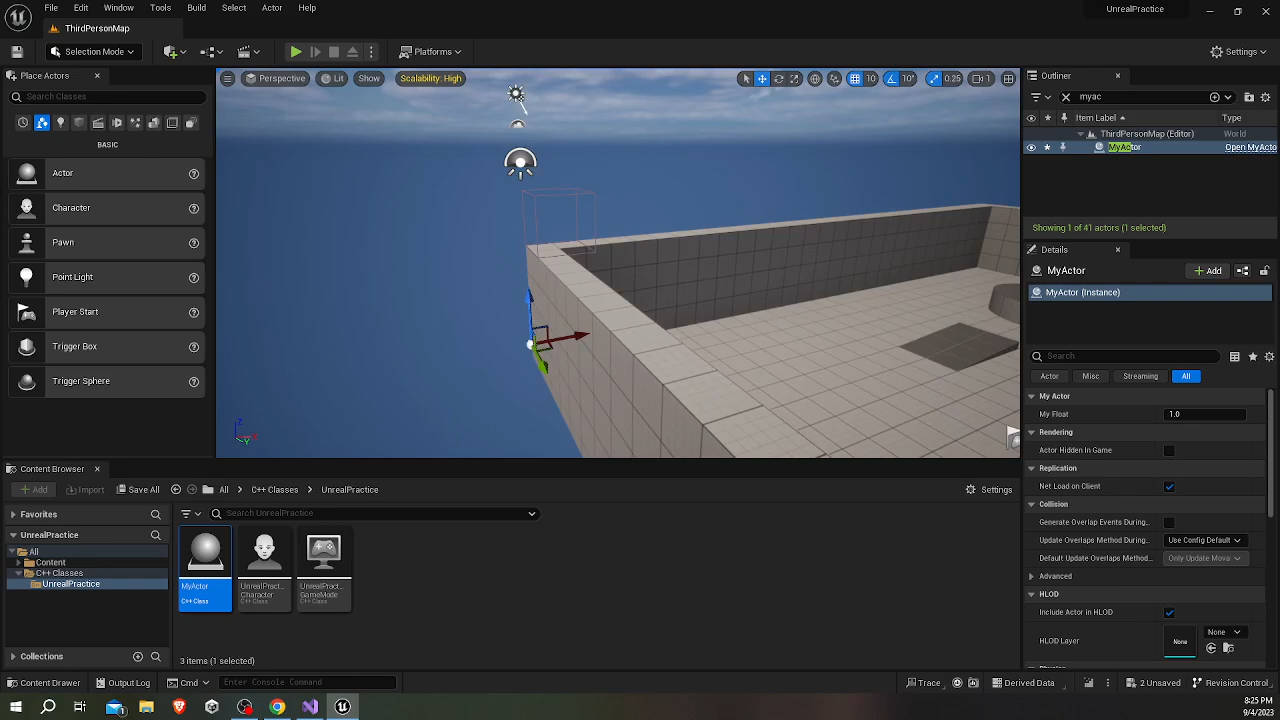 File Edit Window Tools Build Select Actor Help
UnrealPractice
ThirdPersonMap
Selection Mode
Platforms
Settings
Place Actors
Search Classes
BASIC
Actor
Character
Pawn
Point Light
Player Start
Trigger Box
Trigger Sphere
Perspective Lit Show Scalability: High
10 10° 0.25 1
Z
X
Y
Outliner
myac
Item Label Type
ThirdPersonMap (Editor) World
MyActor Open MyActo
Showing 1 of 41 actors (1 selected)
Details
MyActor
+ Add
MyActor (Instance)
Search
Actor Misc Streaming All
My Actor
My Float 1.0
Rendering
Actor Hidden In Game
Replication
Net Load on Client
Collision
Generate Overlap Events During...
Update Overlaps Method During... Use Config Default
Default Update Overlaps Method... Only Update Movab
Advanced
HLOD
Include Actor in HLOD
HLOD Layer None None
Content Browser
+ Add Import Save All All > C++ Classes > UnrealPractice Settings
Favorites
Search UnrealPractice
UnrealPractice
All
Content
C++ Classes
UnrealPractice
Collections
MyActor
C++ Class
UnrealPract...
Character
C++ Class
UnrealPract...
GameMode
C++ Class
3 items (1 selected)
Content Drawer Output Log Cmd Enter Console Command Trace Derived Data 2 Unsaved Revision Control
8:25 PM
9/4/2023